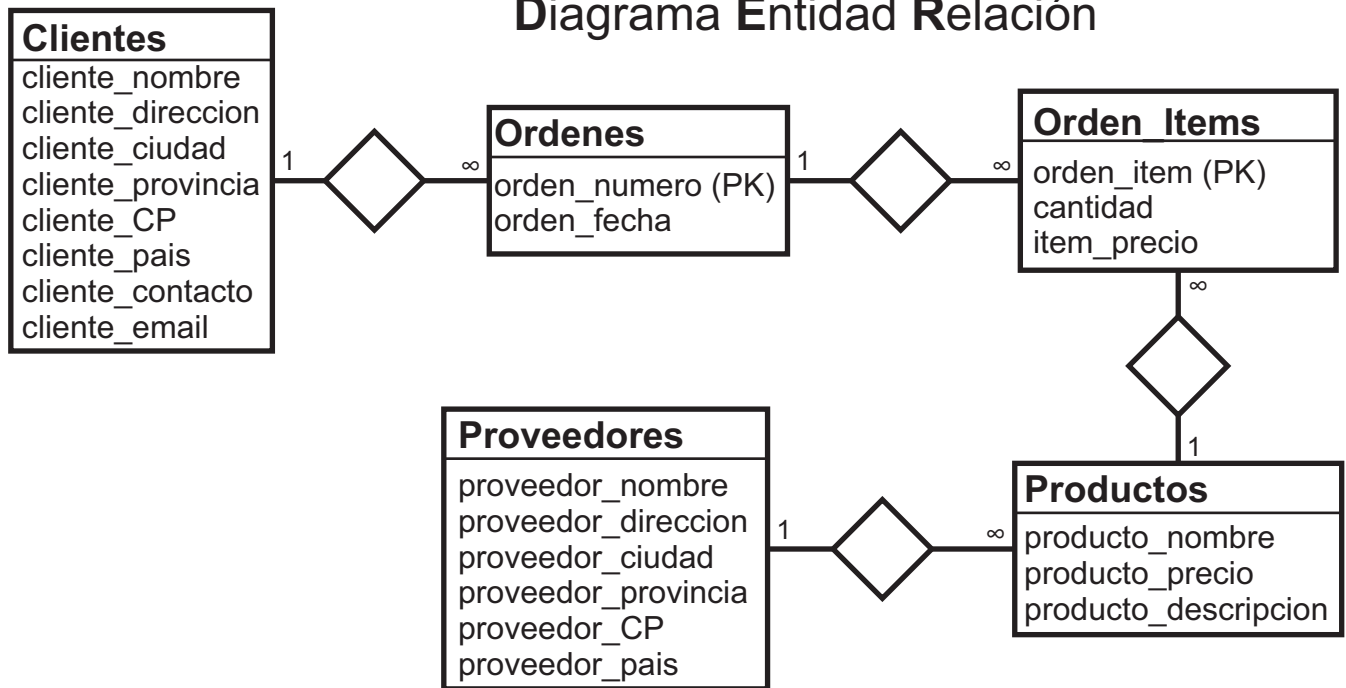 Diagrama Entidad Relación
Clientes
cliente_nombre
cliente_direccion
cliente_ciudad
cliente_provincia
cliente_CP
cliente_pais
cliente_contacto
cliente_email
1
∞
Ordenes
orden_numero (PK)
orden_fecha
1
∞
Orden_Items
orden_item (PK)
cantidad
item_precio
∞
1
Proveedores
proveedor_nombre
proveedor_direccion
proveedor_ciudad
proveedor_provincia
proveedor_CP
proveedor_pais
1
∞
Productos
producto_nombre
producto_precio
producto_descripcion